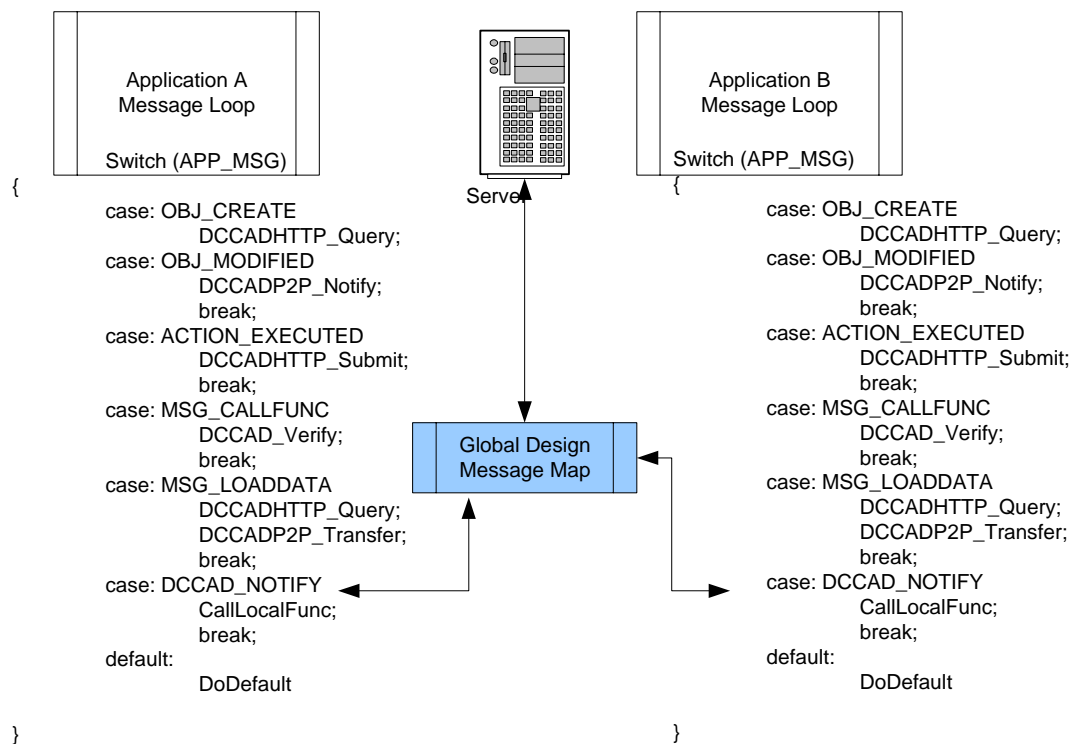 Application A
Message Loop
Switch (APP_MSG)
{
case: OBJ_CREATE
DCCADHTTP_Query;
case: OBJ_MODIFIED
DCCADP2P_Notify;
break;
case: ACTION_EXECUTED
DCCADHTTP_Submit;
break;
case: MSG_CALLFUNC
DCCAD_Verify;
break;
case: MSG_LOADDATA
DCCADHTTP_Query;
DCCADP2P_Transfer;
break;
case: DCCAD_NOTIFY
CallLocalFunc;
break;
default:
DoDefault
}
Server
Global Design
Message Map
Application B
Message Loop
Switch (APP_MSG)
{
case: OBJ_CREATE
DCCADHTTP_Query;
case: OBJ_MODIFIED
DCCADP2P_Notify;
break;
case: ACTION_EXECUTED
DCCADHTTP_Submit;
break;
case: MSG_CALLFUNC
DCCAD_Verify;
break;
case: MSG_LOADDATA
DCCADHTTP_Query;
DCCADP2P_Transfer;
break;
case: DCCAD_NOTIFY
CallLocalFunc;
break;
default:
DoDefault
}